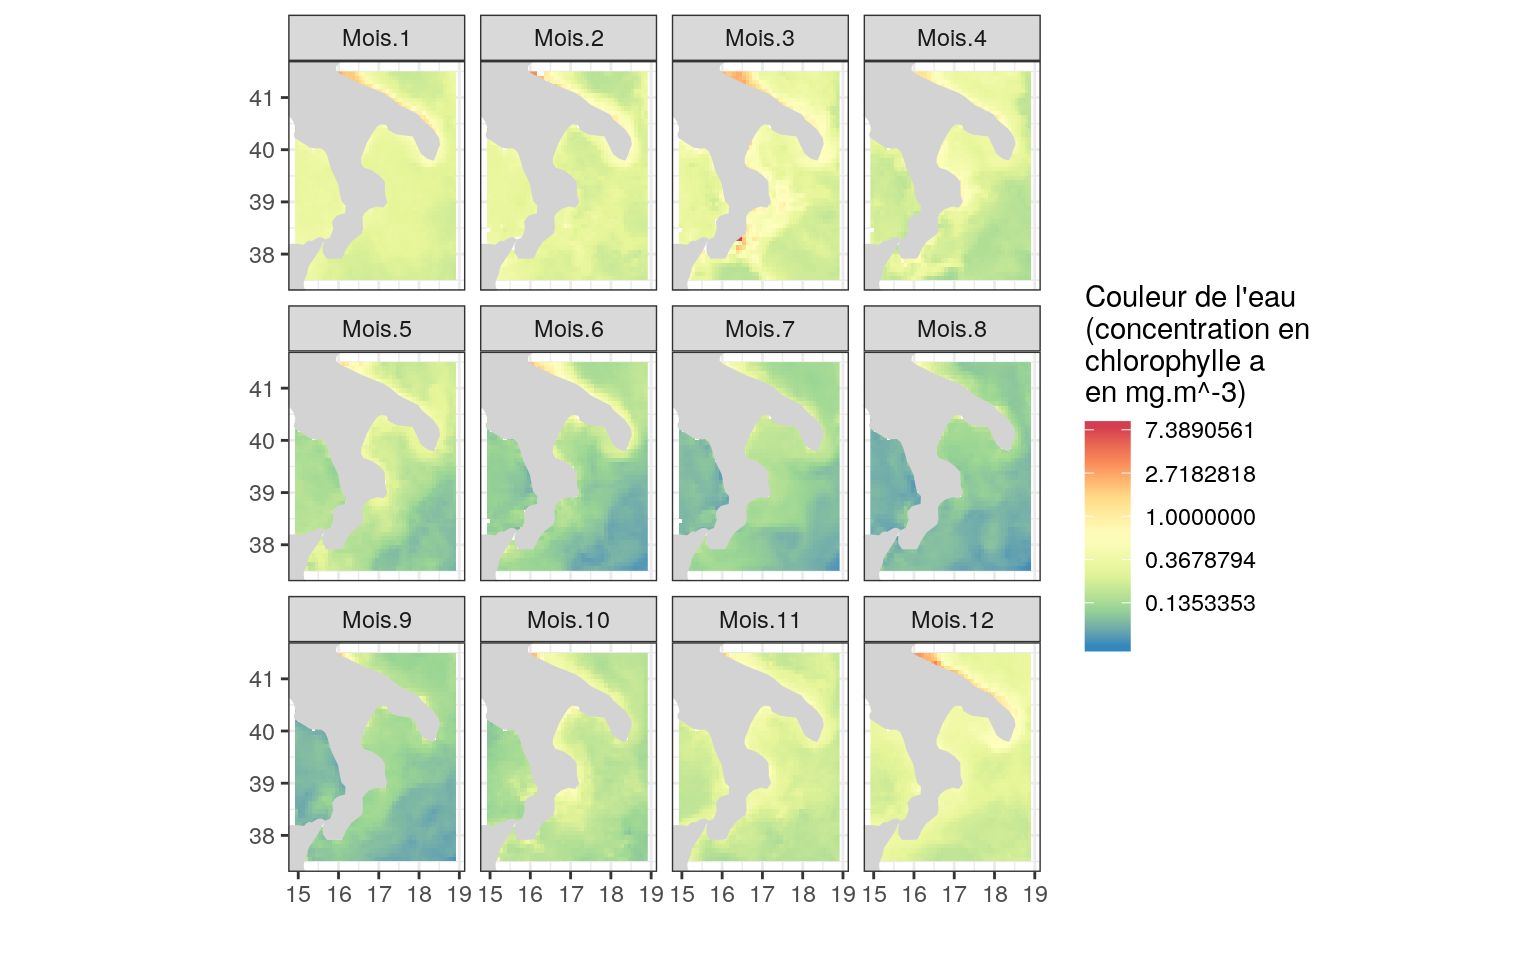 Mois.1 Mois.2 Mois.3 Mois.4
41
40
39
38
Mois.5 Mois.6 Mois.7 Mois.8
41
40
39
38
Mois.9 Mois.10 Mois.11 Mois.12
41
40
39
38
15 16 17 18 19 15 16 17 18 19 15 16 17 18 19 15 16 17 18 19
Couleur de l'eau
(concentration en
chlorophylle a
en mg.m^-3)
7.3890561
2.7182818
1.0000000
0.3678794
0.1353353